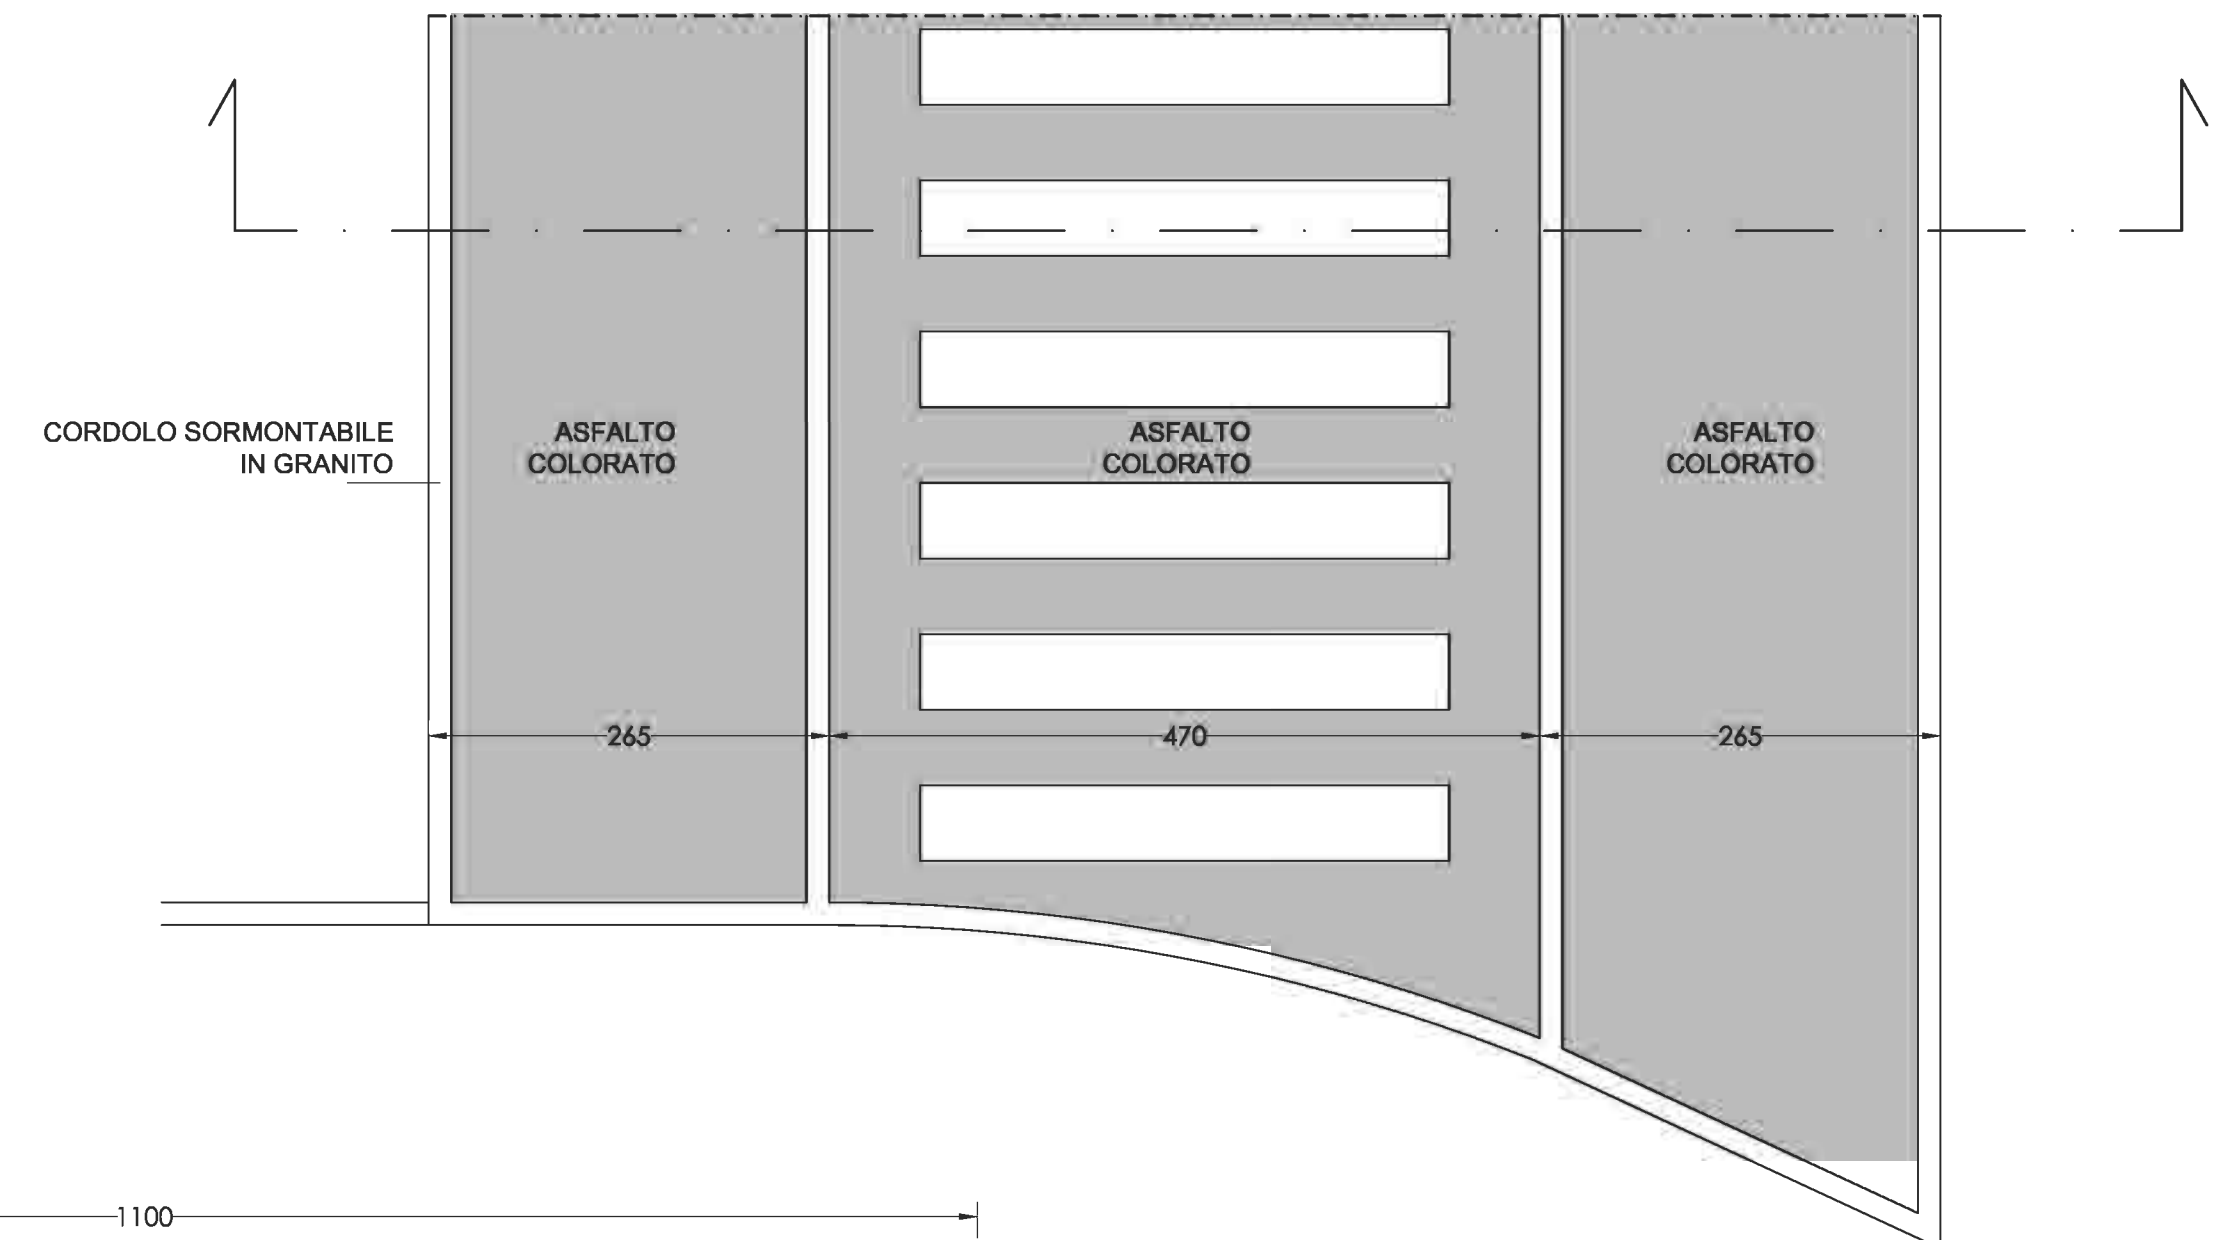 CORDOLO SORMONTABILE
IN GRANITO
ASFALTO
COLORATO
ASFALTO
COLORATO
ASFALTO
COLORATO
265
470
265
1100